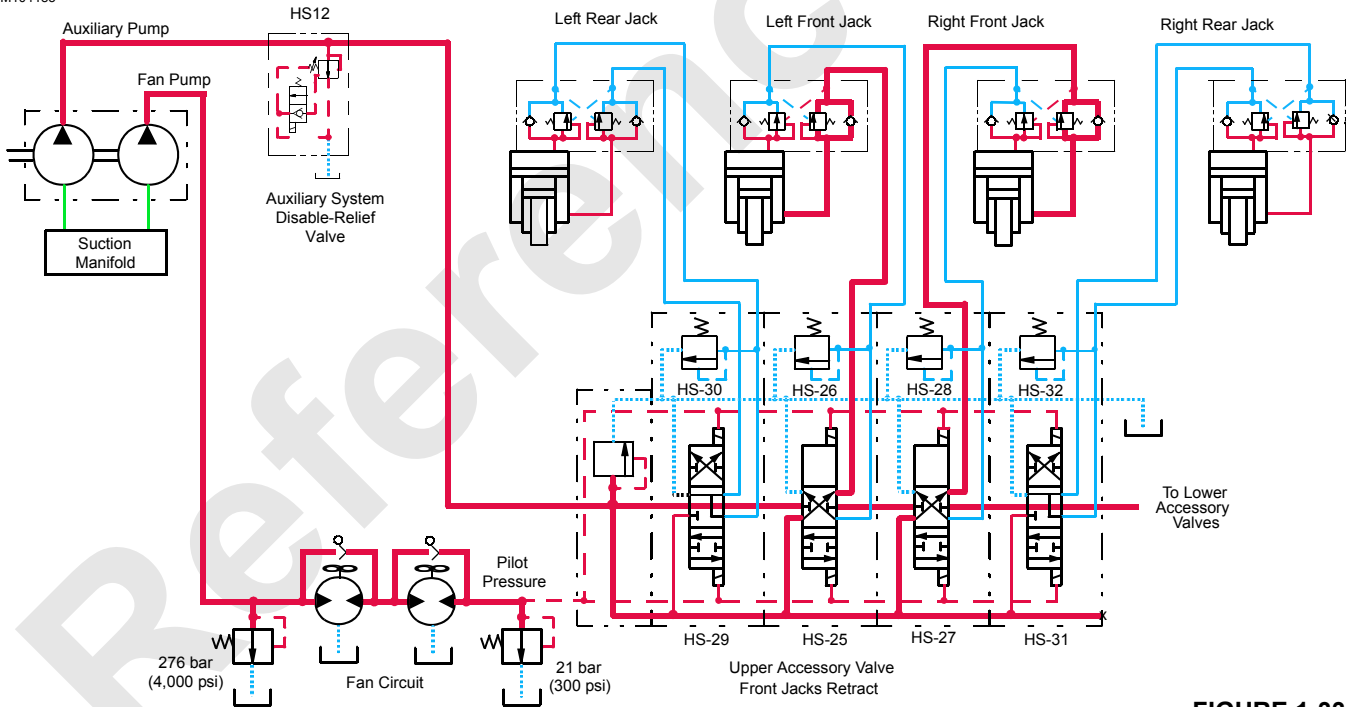 HS12
Left Rear Jack
Left Front Jack
Right Front Jack
Right Rear Jack
Auxiliary Pump
Fan Pump
Auxiliary System
Disable-Relief
Valve
Suction
Manifold
HS-30
HS-26
HS-28
HS-32
To Lower
Accessory
Valves
Pilot
Pressure
X
HS-29
HS-25
HS-27
HS-31
276 bar
(4,000 psi)
Fan Circuit
21 bar
(300 psi)
Upper Accessory Valve
Front Jacks Retract
Referenc